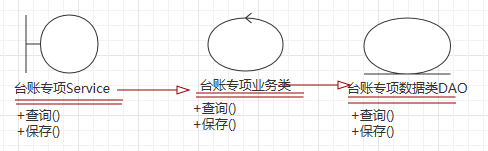 台账专项Service
+查询()
+保存()
台账专项业务类
+查询()
+保存()
台账专项数据类DAO
+查询()
+保存()